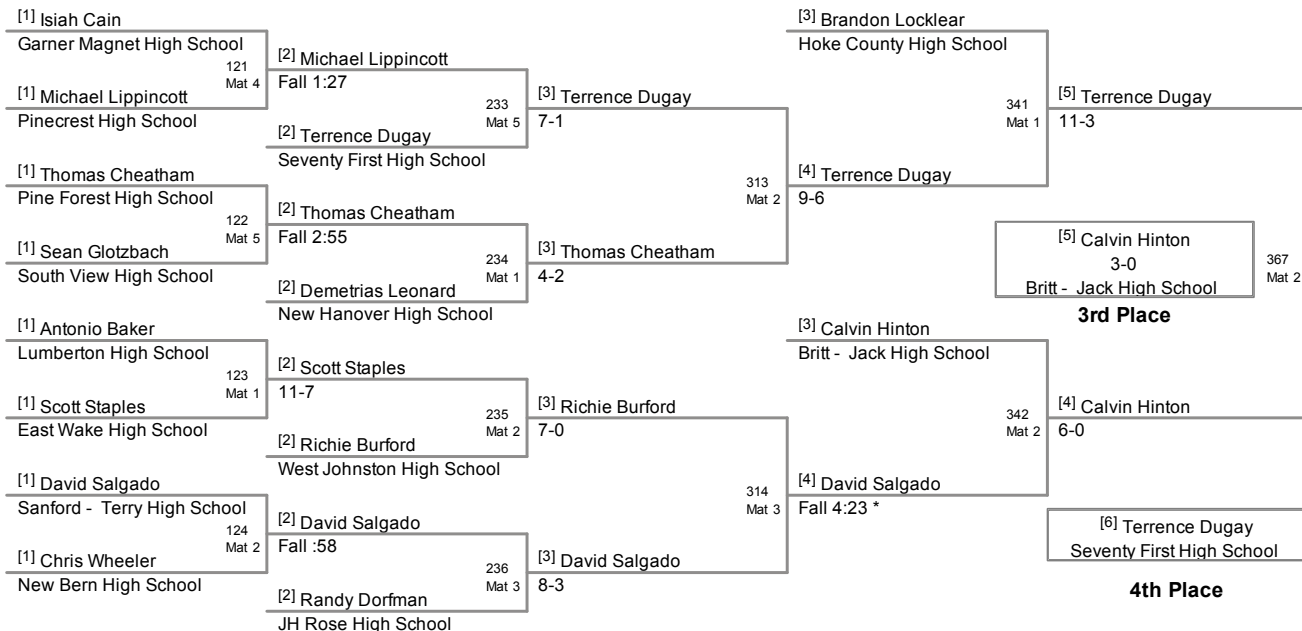 [1] Isiah Cain
Garner Magnet High School
121
Mat 4
[1] Michael Lippincott
Pinecrest High School
[1] Thomas Cheatham
Pine Forest High School
122
Mat 5
[1] Sean Glotzbach
South View High School
[1] Antonio Baker
Lumberton High School
123
Mat 1
[1] Scott Staples
East Wake High School
[1] David Salgado
Sanford - Terry High School
124
Mat 2
[1] Chris Wheeler
New Bern High School
[2] Michael Lippincott
Fall 1:27
233
Mat 5
[2] Terrence Dugay
Seventy First High School
[2] Thomas Cheatham
Fall 2:55
234
Mat 1
[2] Demetrias Leonard
New Hanover High School
[2] Scott Staples
11-7
235
Mat 2
[2] Richie Burford
West Johnston High School
[2] David Salgado
Fall :58
236
Mat 3
[2] Randy Dorfman
JH Rose High School
[3] Terrence Dugay
7-1
313
Mat 2
[3] Thomas Cheatham
4-2
[3] Richie Burford
7-0
314
Mat 3
[3] David Salgado
8-3
[3] Brandon Locklear
Hoke County High School
341
Mat 1
[4] Terrence Dugay
9-6
[3] Calvin Hinton
Britt - Jack High School
342
Mat 2
[4] David Salgado
Fall 4:23 *
[5] Terrence Dugay
11-3
[5] Calvin Hinton
3-0
Britt - Jack High School
367
Mat 2
3rd Place
[4] Calvin Hinton
6-0
[6] Terrence Dugay
Seventy First High School
4th Place